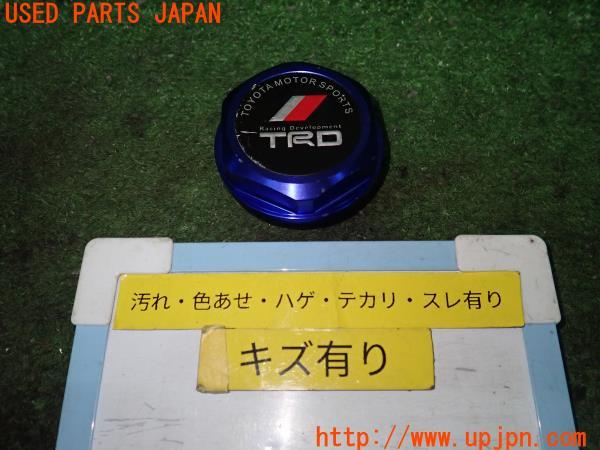 USED PARTS JAPAN
TOYOTA MOTOR SPORTS
Racing Development
TRD
汚れ・色あせ・ハゲ・テカリ・スレ有り
キズ有り
http://www.upjpn.com